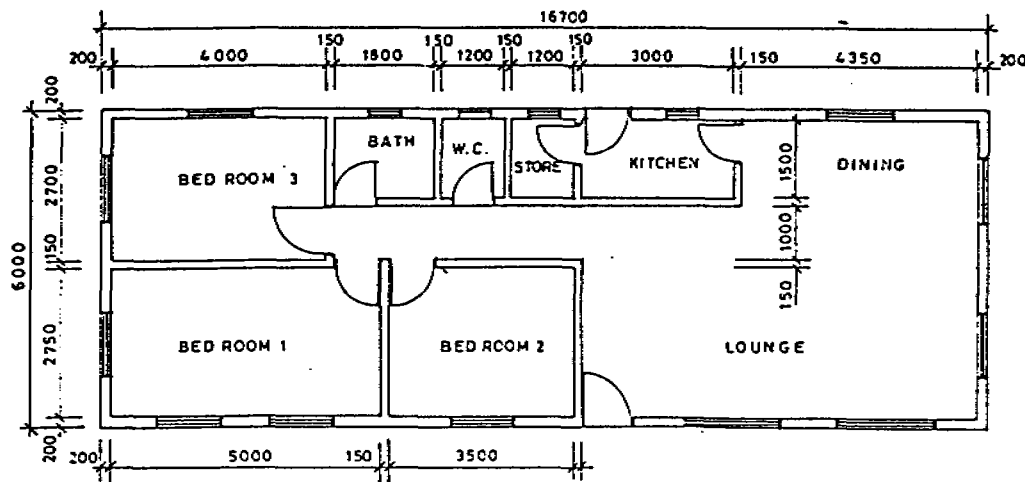 16700
200 4000 150 1800 150 1200 150 1200 150 3000 150 4350 200
200
2700
150
2750
200
6000
BATH
W.C.
STORE
KITCHEN
DINING
BED ROOM 3
1500
1000
150
BED ROOM 1
BED ROOM 2
LOUNGE
200 5000 150 3500